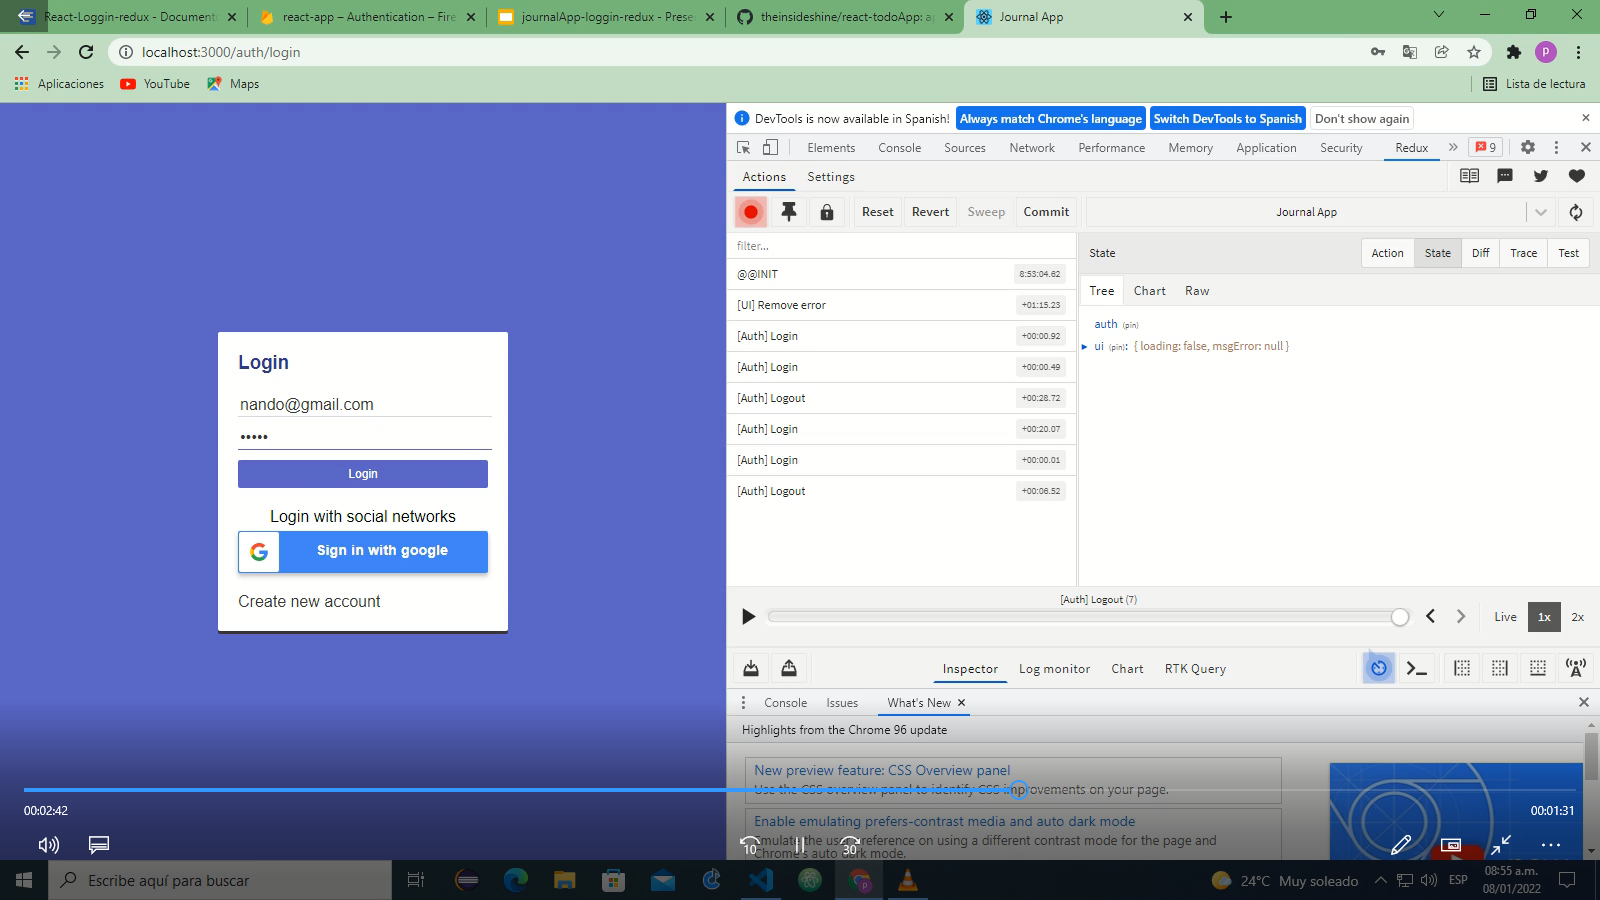 React-Loggin-redux - Document
react-app – Authentication – Fire
journalApp-loggin-redux - Prese
theinsideshine/react-todoApp: a
Journal App
localhost:3000/auth/login
P
Aplicaciones
YouTube
Maps
Lista de lectura
DevTools is now available in Spanish!
Always match Chrome's language
Switch DevTools to Spanish
Don't show again
Elements
Console
Sources
Network
Performance
Memory
Application
Security
Redux
9
Actions
Settings
Reset
Revert
Sweep
Commit
Journal App
filter...
@@INIT
8:53:04.62
[UI] Remove error
+01:15.23
[Auth] Login
+00:00.92
[Auth] Login
+00:00.49
[Auth] Logout
+00:28.72
[Auth] Login
+00:20.07
[Auth] Login
+00:00.01
[Auth] Logout
+00:06.52
State
Action
State
Diff
Trace
Test
Tree
Chart
Raw
auth (pin)
ui (pin): { loading: false, msgError: null }
Login
nando@gmail.com
•••••
Login
Login with social networks
G
Sign in with google
Create new account
[Auth] Logout (7)
Live
1x
2x
Inspector
Log monitor
Chart
RTK Query
Console
Issues
What's New
Highlights from the Chrome 96 update
New preview feature: CSS Overview panel
Use the CSS overview panel to identify CSS improvements on your page.
Enable emulating prefers-contrast media and auto dark mode
Emulate the user preference on using a different contrast mode for the page and
Chrome's auto dark mode.
00:02:42
00:01:31
10
30
Escribe aquí para buscar
P
24°C Muy soleado
ESP
08:55 a.m.
08/01/2022